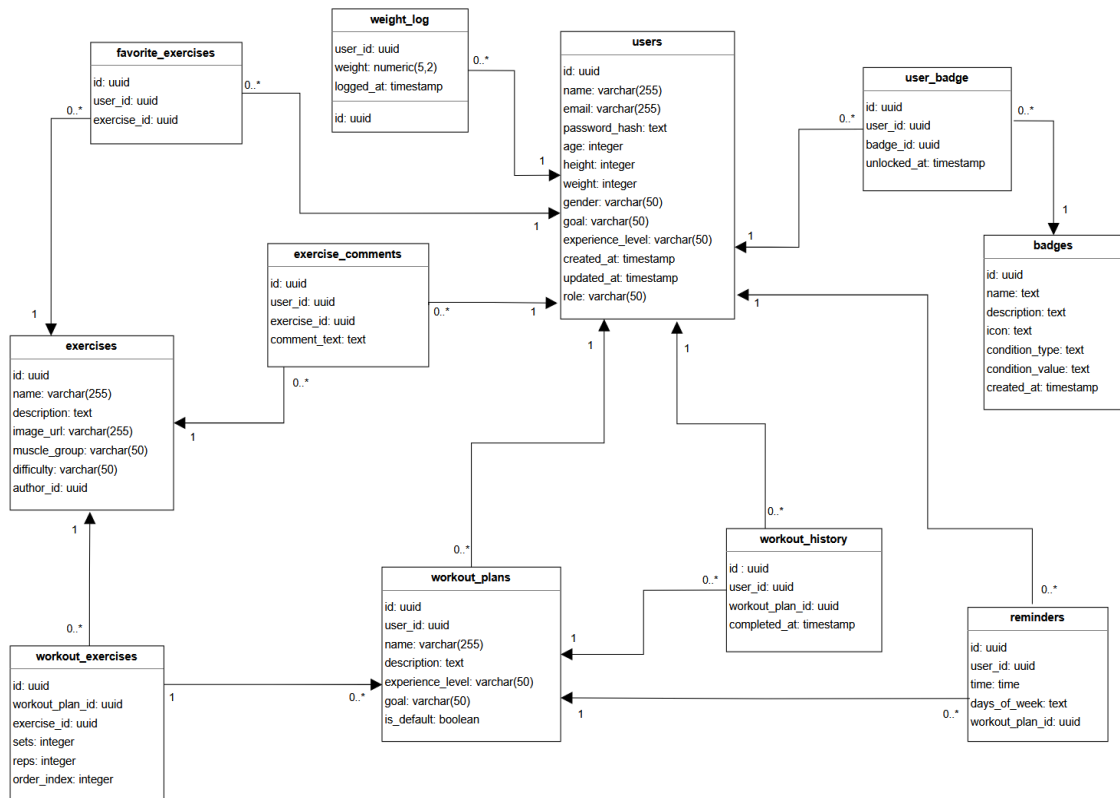 weight_log
user_id: uuid
weight: numeric(5,2)
logged_at: timestamp
id: uuid
favorite_exercises
id: uuid
user_id: uuid
exercise_id: uuid
users
id: uuid
name: varchar(255)
email: varchar(255)
password_hash: text
age: integer
height: integer
weight: integer
gender: varchar(50)
goal: varchar(50)
experience_level: varchar(50)
created_at: timestamp
updated_at: timestamp
role: varchar(50)
user_badge
id: uuid
user_id: uuid
badge_id: uuid
unlocked_at: timestamp
0..*
0..*
0..*
0..*
0..*
1
1
1
1
badges
id: uuid
name: text
description: text
icon: text
condition_type: text
condition_value: text
created_at: timestamp
exercise_comments
id: uuid
user_id: uuid
exercise_id: uuid
comment_text: text
0..*
1
1
0..*
1
1
1
1
exercises
id: uuid
name: varchar(255)
description: text
image_url: varchar(255)
muscle_group: varchar(50)
difficulty: varchar(50)
author_id: uuid
1
0..*
0..*
workout_history
id : uuid
user_id: uuid
workout_plan_id: uuid
completed_at: timestamp
0..*
1
workout_plans
id: uuid
user_id: uuid
name: varchar(255)
description: text
experience_level: varchar(50)
goal: varchar(50)
is_default: boolean
0..*
reminders
id: uuid
user_id: uuid
time: time
days_of_week: text
workout_plan_id: uuid
0..*
workout_exercises
id: uuid
workout_plan_id: uuid
exercise_id: uuid
sets: integer
reps: integer
order_index: integer
1
0..*
1
0..*